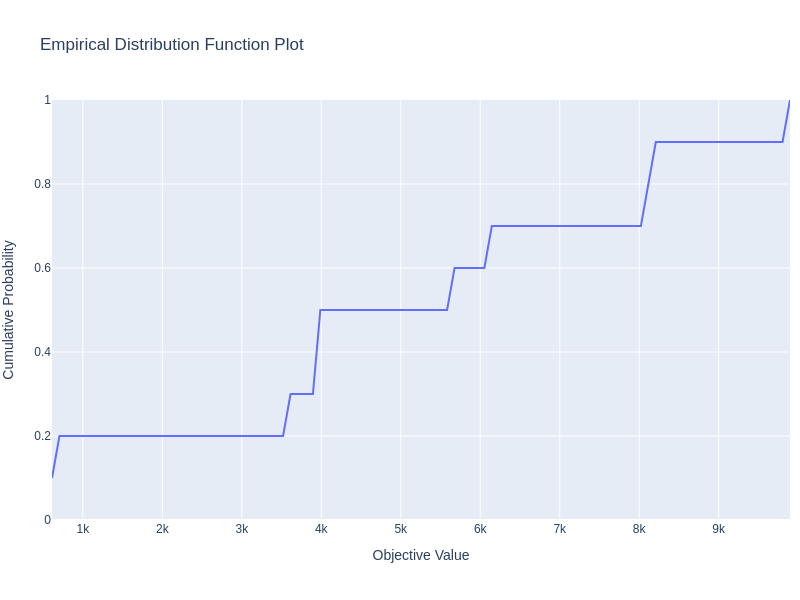 Empirical Distribution Function Plot
1
0.8
0.6
0.4
0.2
0
Cumulative Probability
1k 2k 3k 4k 5k 6k 7k 8k 9k
Objective Value